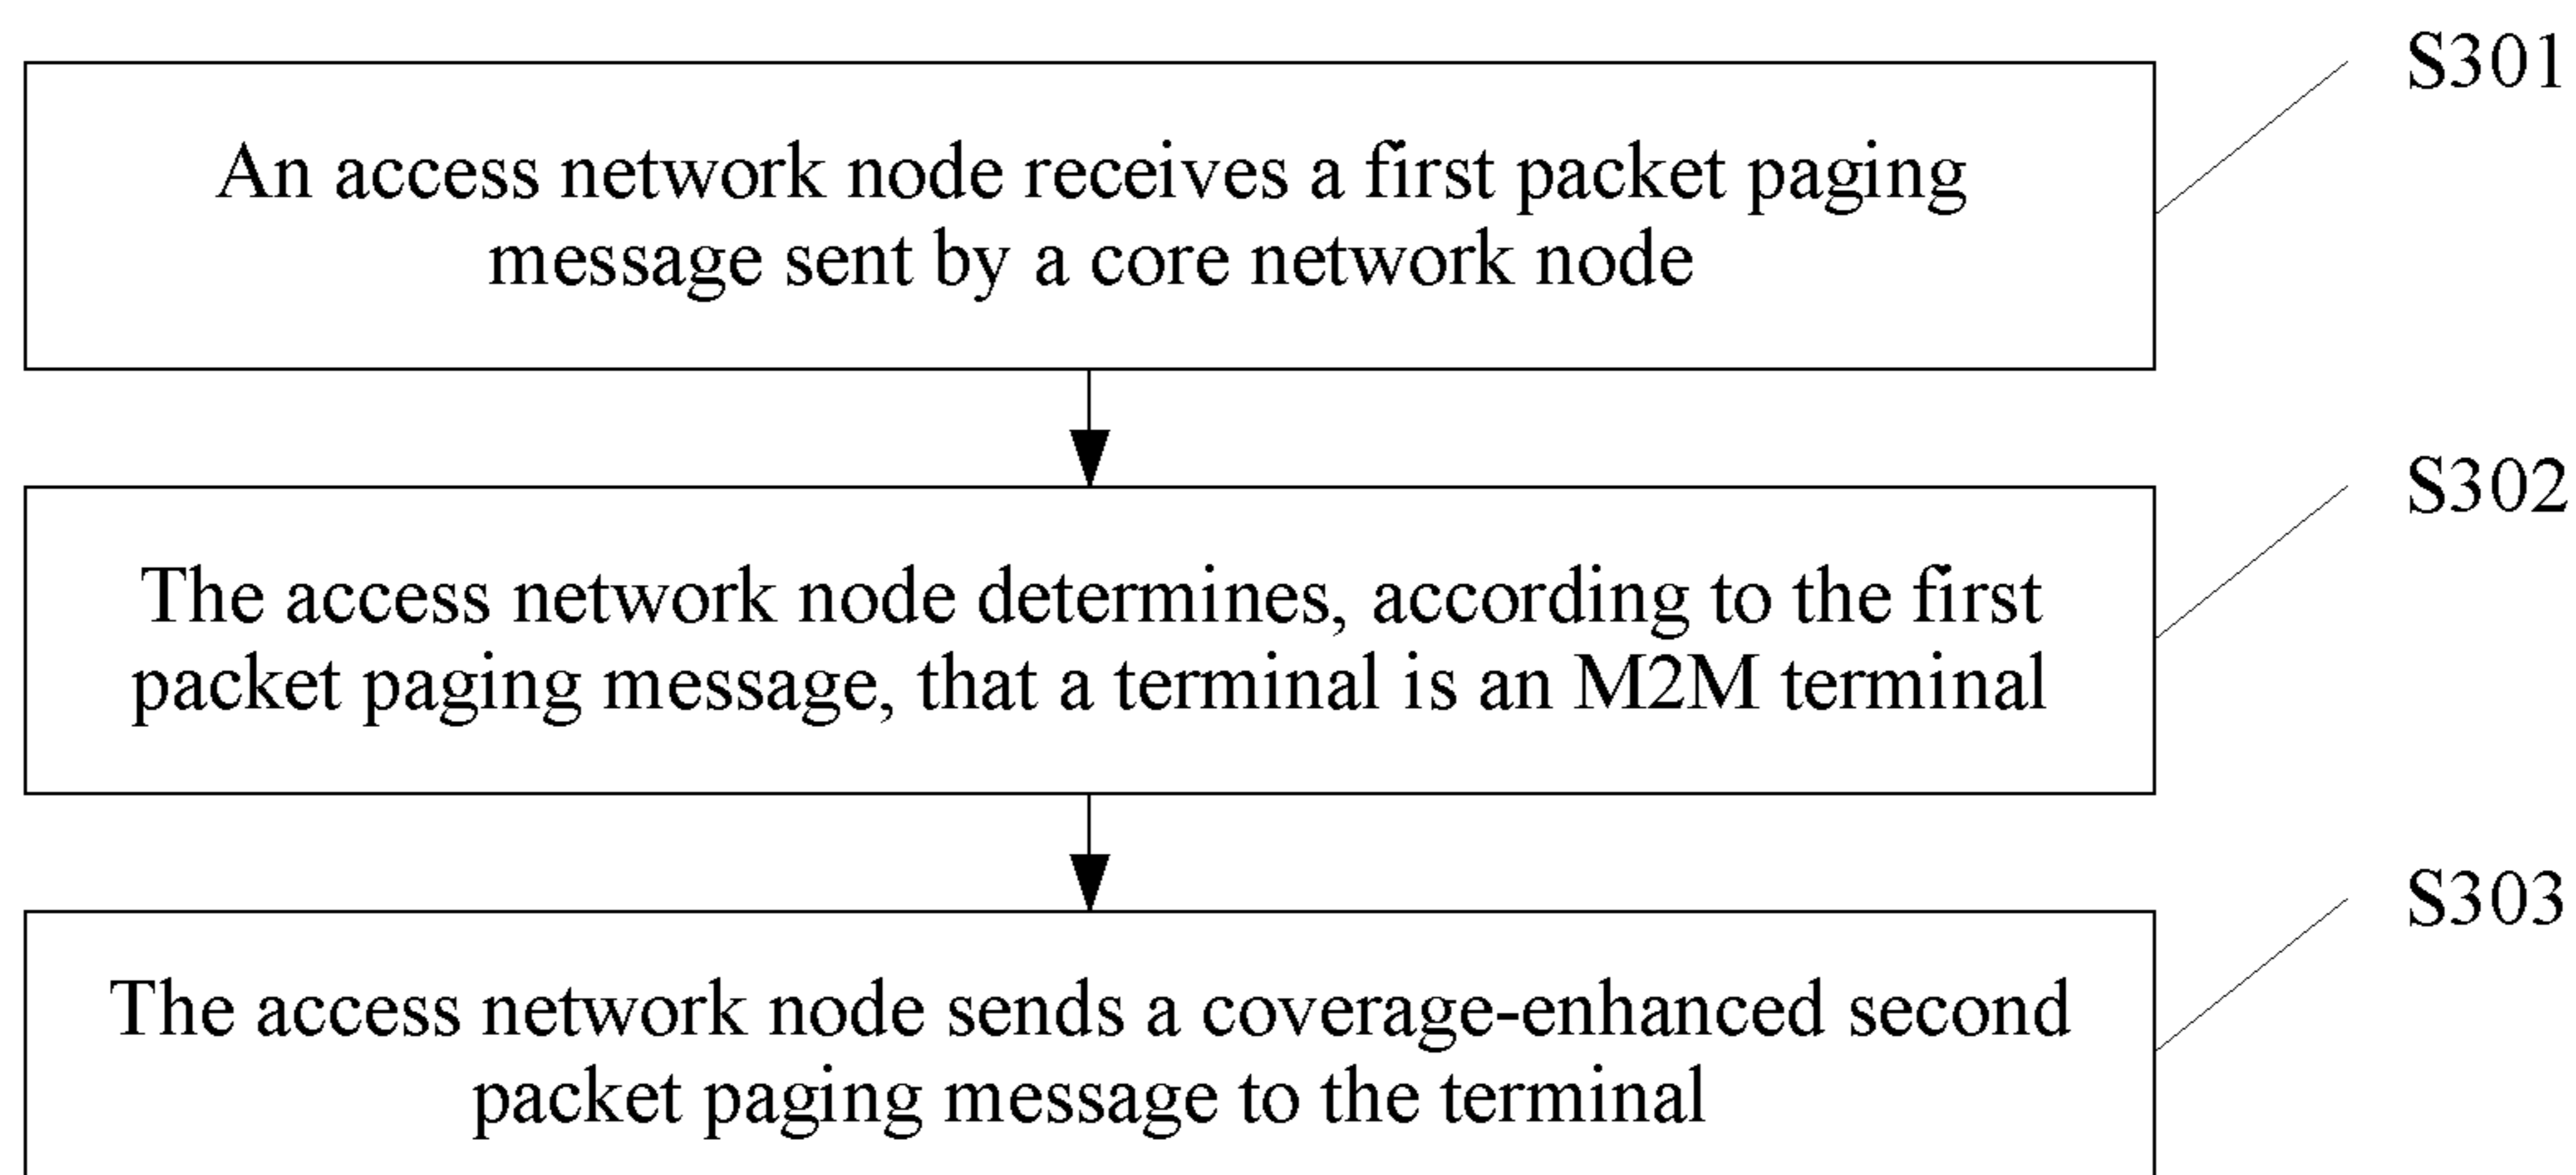 S301
An access network node receives a first packet paging
message sent by a core network node
S302
The access network node determines, according to the first
packet paging message, that a terminal is an M2M terminal
S303
The access network node sends a coverage-enhanced second
packet paging message to the terminal